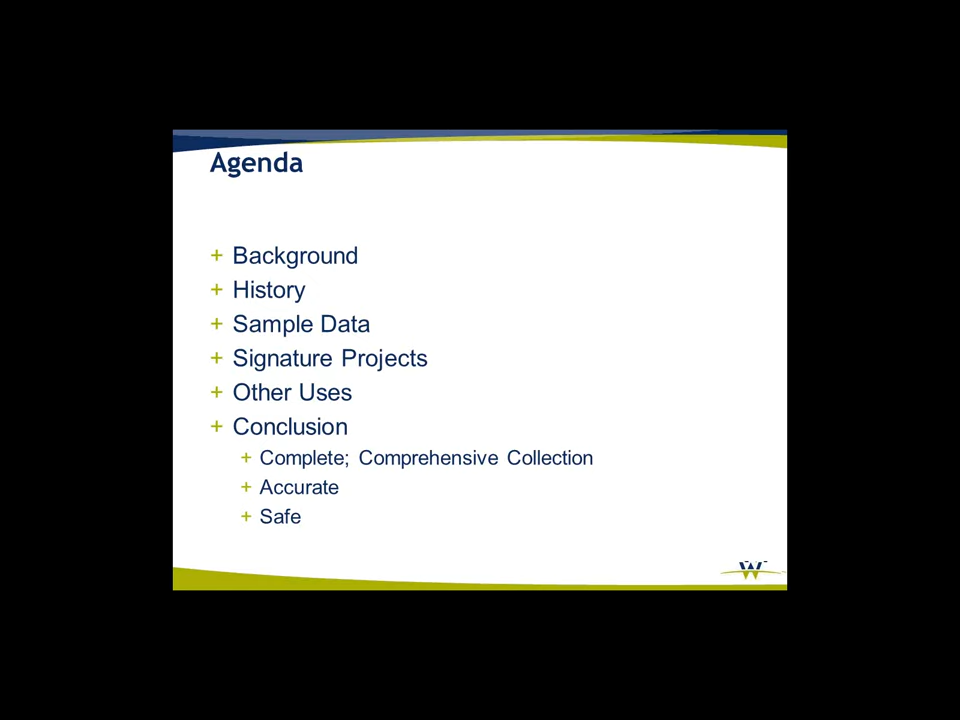 Agenda
+ Background
+ History
+ Sample Data
+ Signature Projects
+ Other Uses
+ Conclusion
+ Complete; Comprehensive Collection
+ Accurate
+ Safe
W